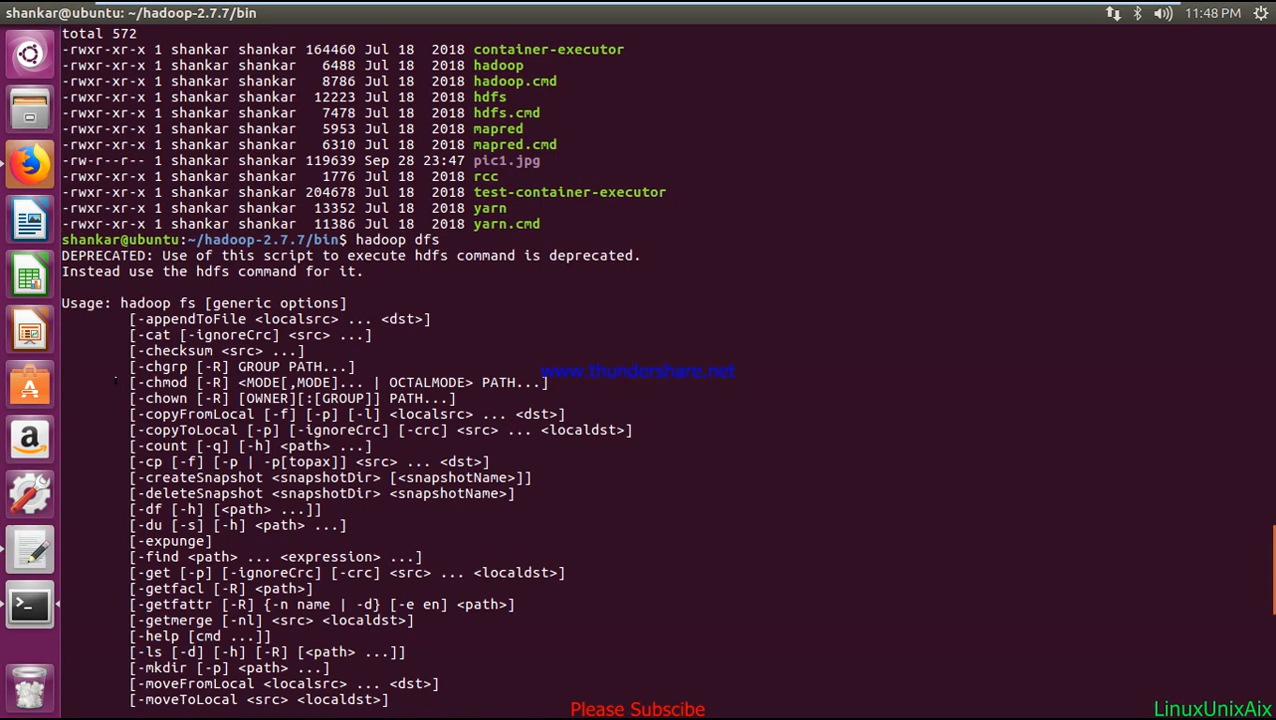 shankar@ubuntu: ~/hadoop-2.7.7/bin
11:48 PM
total 572
-rwxr-xr-x 1 shankar shankar 164460 Jul 18  2018 container-executor
-rwxr-xr-x 1 shankar shankar   6488 Jul 18  2018 hadoop
-rwxr-xr-x 1 shankar shankar   8786 Jul 18  2018 hadoop.cmd
-rwxr-xr-x 1 shankar shankar  12223 Jul 18  2018 hdfs
-rwxr-xr-x 1 shankar shankar   7478 Jul 18  2018 hdfs.cmd
-rwxr-xr-x 1 shankar shankar   5953 Jul 18  2018 mapred
-rwxr-xr-x 1 shankar shankar   6310 Jul 18  2018 mapred.cmd
-rw-r--r-- 1 shankar shankar 119639 Sep 28 23:47 pic1.jpg
-rwxr-xr-x 1 shankar shankar   1776 Jul 18  2018 rcc
-rwxr-xr-x 1 shankar shankar 204678 Jul 18  2018 test-container-executor
-rwxr-xr-x 1 shankar shankar  13352 Jul 18  2018 yarn
-rwxr-xr-x 1 shankar shankar  11386 Jul 18  2018 yarn.cmd
shankar@ubuntu:~/hadoop-2.7.7/bin$ hadoop dfs
DEPRECATED: Use of this script to execute hdfs command is deprecated.
Instead use the hdfs command for it.
Usage: hadoop fs [generic options]
[-appendToFile <localsrc> ... <dst>]
[-cat [-ignoreCrc] <src> ...]
[-checksum <src> ...]
[-chgrp [-R] GROUP PATH...]
www.thundershare.net
[-chmod [-R] <MODE[,MODE]... | OCTALMODE> PATH...]
[-chown [-R] [OWNER][:[GROUP]] PATH...]
[-copyFromLocal [-f] [-p] [-l] <localsrc> ... <dst>]
[-copyToLocal [-p] [-ignoreCrc] [-crc] <src> ... <localdst>]
[-count [-q] [-h] <path> ...]
[-cp [-f] [-p | -p[topax]] <src> ... <dst>]
[-createSnapshot <snapshotDir> [<snapshotName>]]
[-deleteSnapshot <snapshotDir> <snapshotName>]
[-df [-h] [<path> ...]]
[-du [-s] [-h] <path> ...]
[-expunge]
[-find <path> ... <expression> ...]
[-get [-p] [-ignoreCrc] [-crc] <src> ... <localdst>]
[-getfacl [-R] <path>]
[-getfattr [-R] {-n name | -d} [-e en] <path>]
[-getmerge [-nl] <src> <localdst>]
[-help [cmd ...]]
[-ls [-d] [-h] [-R] [<path> ...]]
[-mkdir [-p] <path> ...]
[-moveFromLocal <localsrc> ... <dst>]
[-moveToLocal <src> <localdst>]
Please Subscibe
LinuxUnixAix